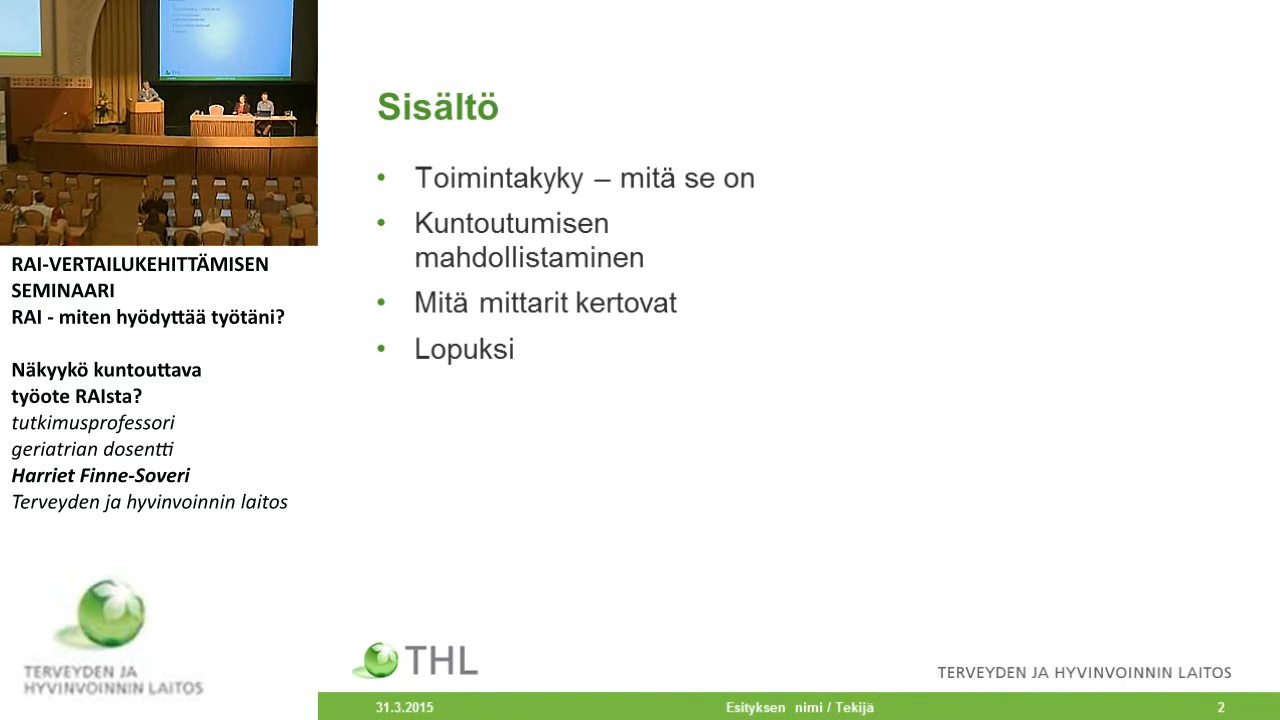 RAI-VERTAILUKEHITTÄMISEN
SEMINAARI
RAI - miten hyödyttää työtäni?
Näkyykö kuntouttava
työote RAIsta?
tutkimusprofessori
geriatrian dosentti
Harriet Finne-Soveri
Terveyden ja hyvinvoinnin laitos
TERVEYDEN JA
HYVINVOINNIN LAITOS
Sisältö
• Toimintakyky – mitä se on
• Kuntoutumisen
mahdollistaminen
• Mitä mittarit kertovat
• Lopuksi
THL
TERVEYDEN JA HYVINVOINNIN LAITOS
31.3.2015
Esityksen nimi / Tekijä
2